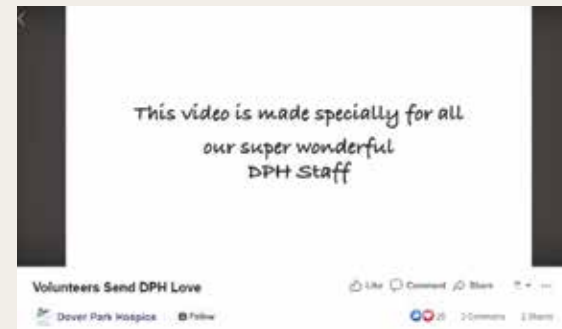 This video is made specially for all
our super wonderful
DPH Staff
Volunteers Send DPH Love
Like Comment Share
Dover Park Hospice Follow